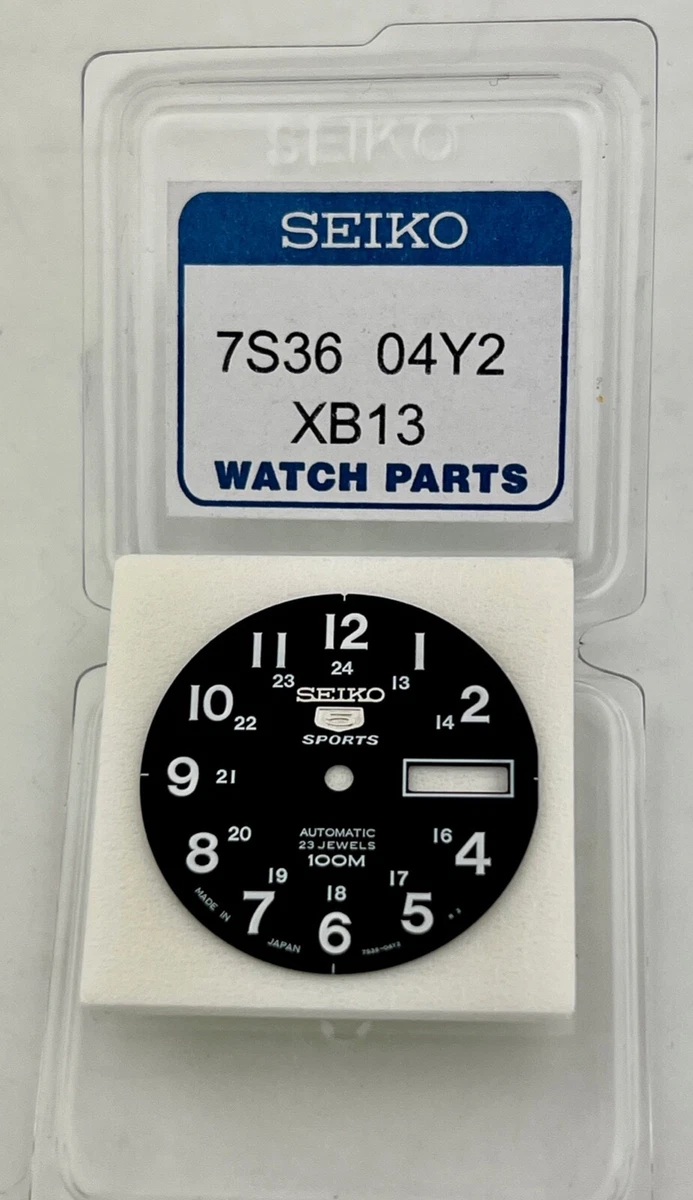 SEIKO
SEIKO
7S36 04Y2
XB13
WATCH PARTS
12
11 1
24
23 13
SEIKO
10 2
22 14
5
SPORTS
9 21
20 16
8 4
AUTOMATIC
23 JEWELS
100M
19 17
18
7 5
6
MADE IN
JAPAN